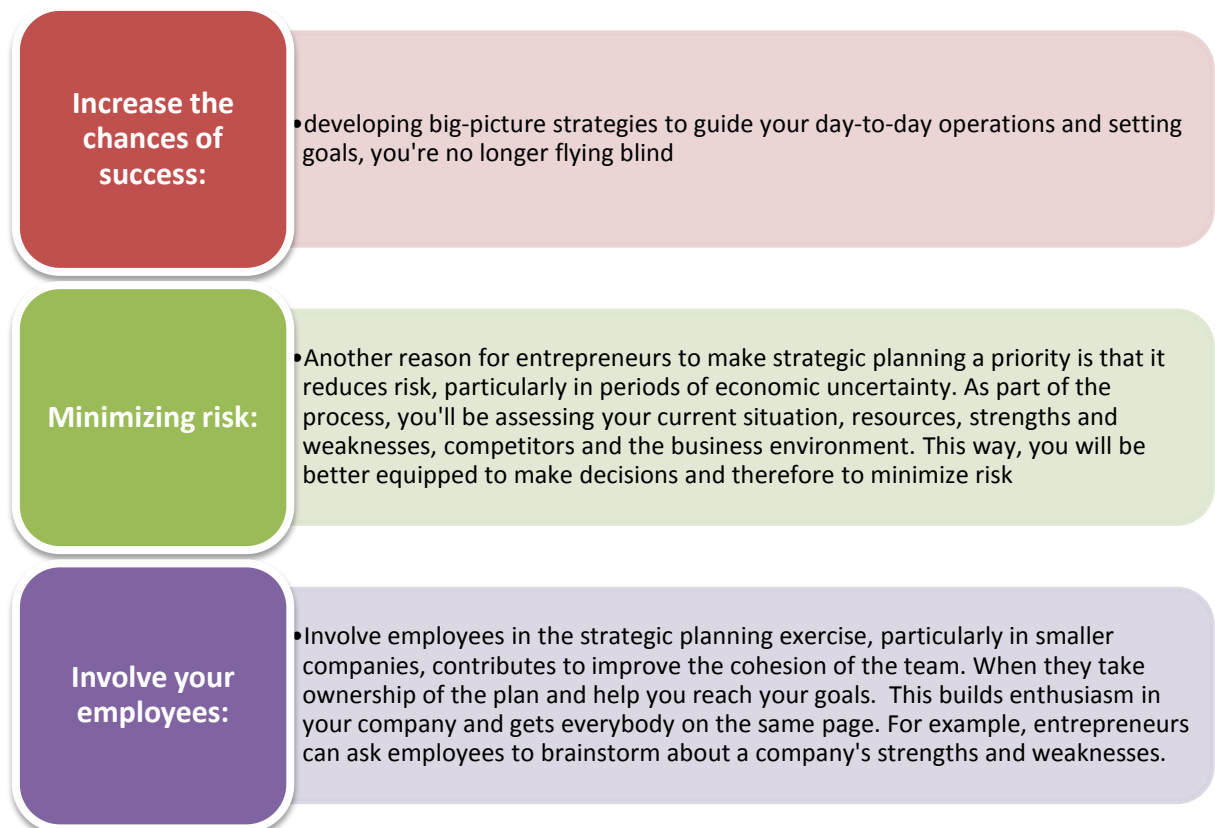 Increase the
chances of
success:
•developing big-picture strategies to guide your day-to-day operations and setting
goals, you're no longer flying blind
Minimizing risk:
•Another reason for entrepreneurs to make strategic planning a priority is that it
reduces risk, particularly in periods of economic uncertainty. As part of the
process, you'll be assessing your current situation, resources, strengths and
weaknesses, competitors and the business environment. This way, you will be
better equipped to make decisions and therefore to minimize risk
Involve your
employees:
•Involve employees in the strategic planning exercise, particularly in smaller
companies, contributes to improve the cohesion of the team. When they take
ownership of the plan and help you reach your goals.  This builds enthusiasm in
your company and gets everybody on the same page. For example, entrepreneurs
can ask employees to brainstorm about a company's strengths and weaknesses.